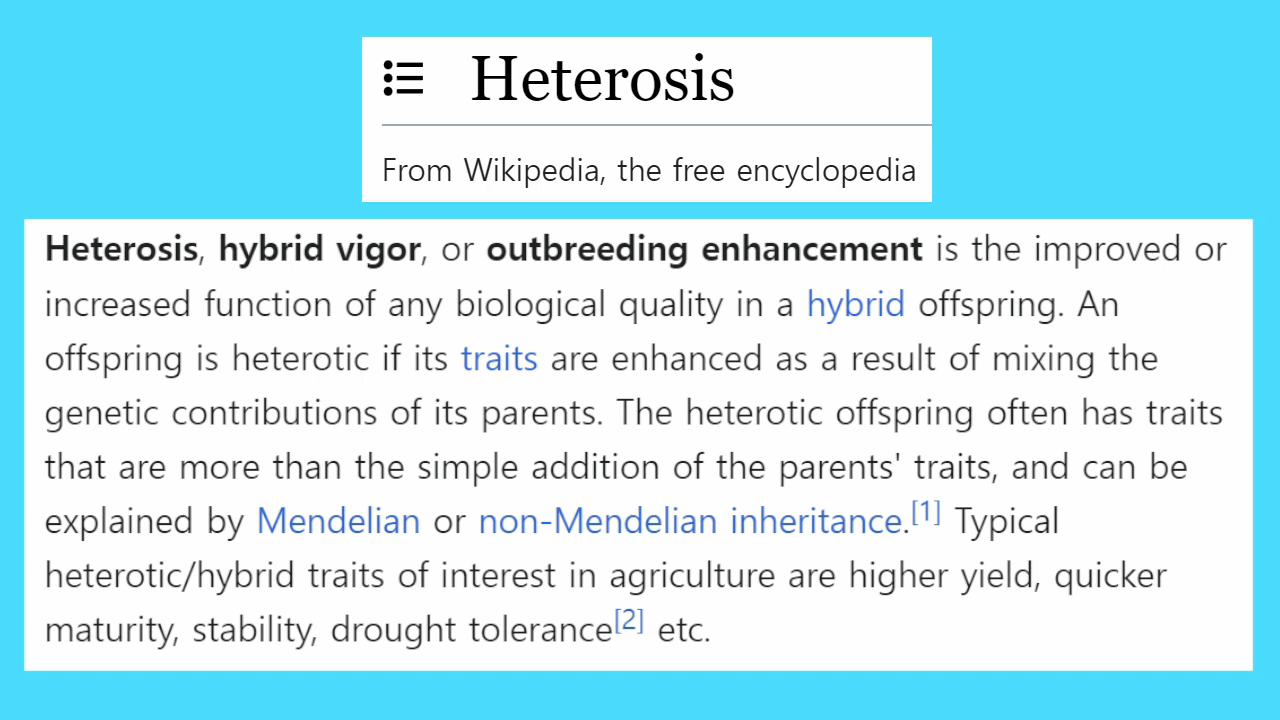 Heterosis
From Wikipedia, the free encyclopedia
Heterosis, hybrid vigor, or outbreeding enhancement is the improved or
increased function of any biological quality in a hybrid offspring. An
offspring is heterotic if its traits are enhanced as a result of mixing the
genetic contributions of its parents. The heterotic offspring often has traits
that are more than the simple addition of the parents' traits, and can be
explained by Mendelian or non-Mendelian inheritance.[1] Typical
heterotic/hybrid traits of interest in agriculture are higher yield, quicker
maturity, stability, drought tolerance[2] etc.